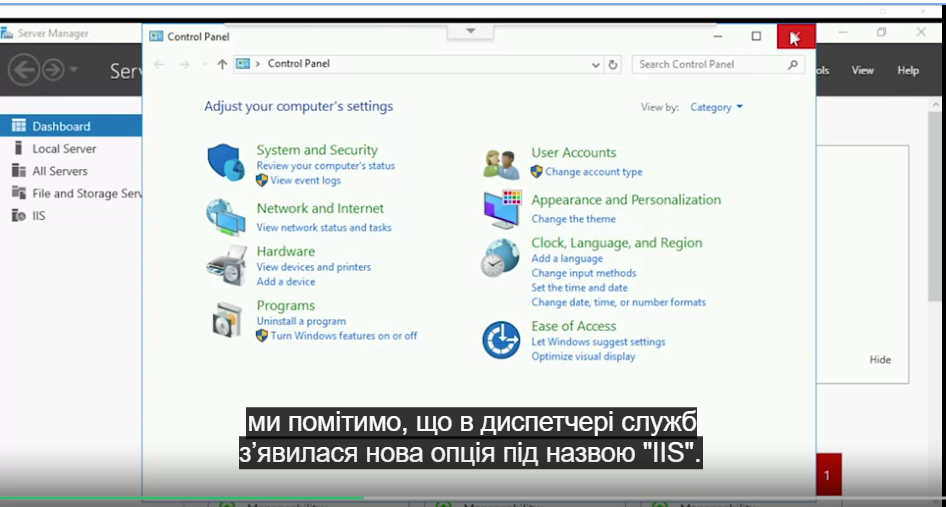 Server Manager
Control Panel
Serv
Control Panel
Search Control Panel
ols View Help
Adjust your computer's settings
View by: Category
Dashboard
Local Server
All Servers
File and Storage Serv
IIS
System and Security
Review your computer's status
View event logs
Network and Internet
View network status and tasks
Hardware
View devices and printers
Add a device
Programs
Uninstall a program
Turn Windows features on or off
User Accounts
Change account type
Appearance and Personalization
Change the theme
Clock, Language, and Region
Add a language
Change input methods
Set the time and date
Change date, time, or number formats
Ease of Access
Let Windows suggest settings
Optimize visual display
Hide
ми помітимо, що в диспетчері служб
з’явилася нова опція під назвою "IIS".
1